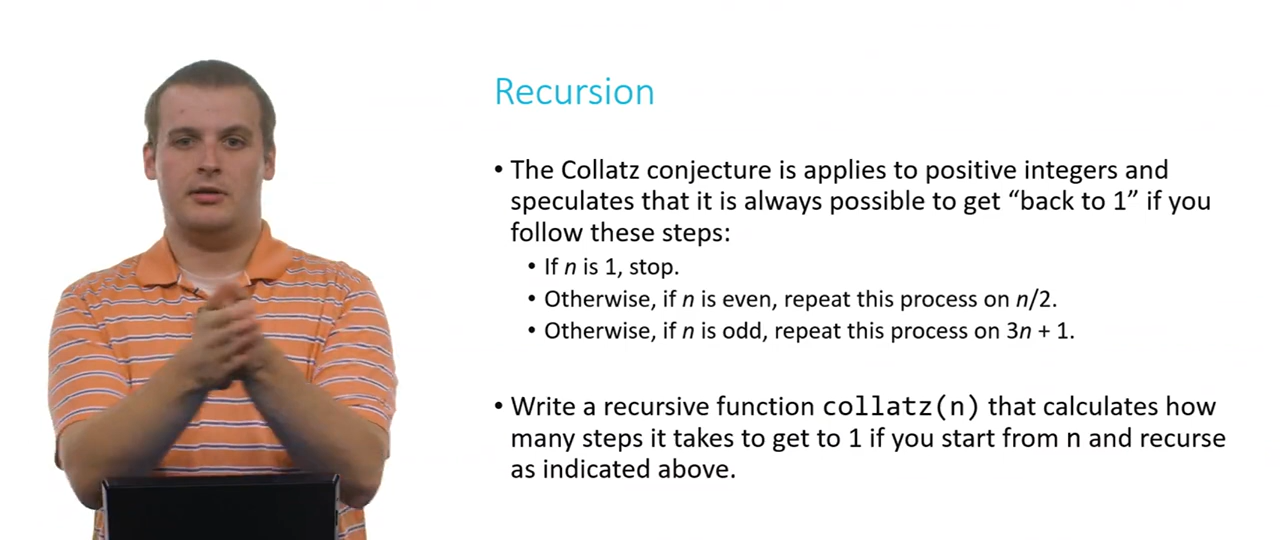 Recursion
• The Collatz conjecture is applies to positive integers and
speculates that it is always possible to get “back to 1” if you
follow these steps:
• If n is 1, stop.
• Otherwise, if n is even, repeat this process on n/2.
• Otherwise, if n is odd, repeat this process on 3n + 1.
• Write a recursive function collatz(n) that calculates how
many steps it takes to get to 1 if you start from n and recurse
as indicated above.